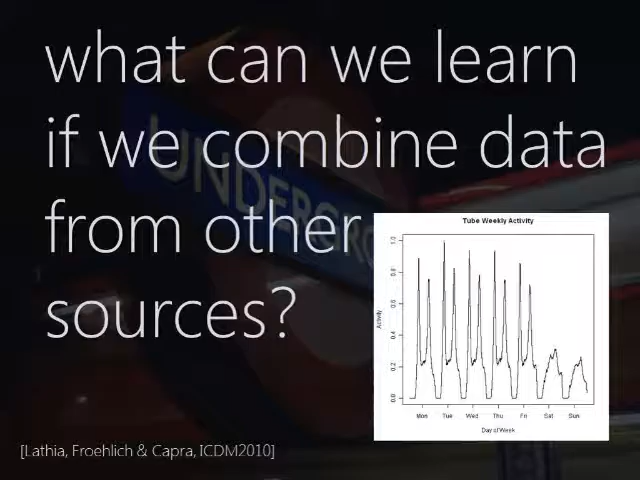 what can we learn
if we combine data
from other
sources?
UNDERGRO
Tube Weekly Activity
1.0
0.8
0.6
0.4
0.2
0.0
Activity
Mon Tue Wed Thu Fri Sat Sun
Day of Week
[Lathia, Froehlich & Capra, ICDM2010]